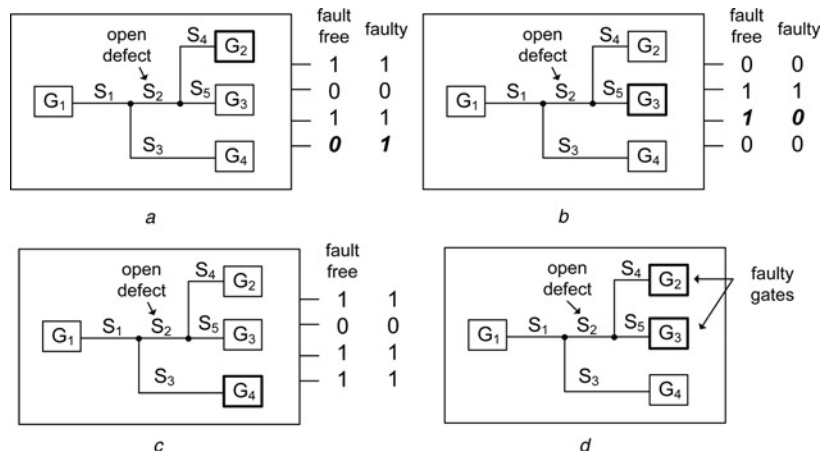 fault
free
faulty
open
defect
S4
G2
1 1
G1
S1
S2
S5
G3
0 0
1 1
S3
G4
0 1
a
fault
free
faulty
open
defect
S4
G2
0 0
G1
S1
S2
S5
G3
1 1
1 0
S3
G4
0 0
b
fault
free
open
defect
S4
G2
1 1
G1
S1
S2
S5
G3
0 0
1 1
S3
G4
1 1
c
open
defect
S4
G2
faulty
gates
G1
S1
S2
S5
G3
S3
G4
d